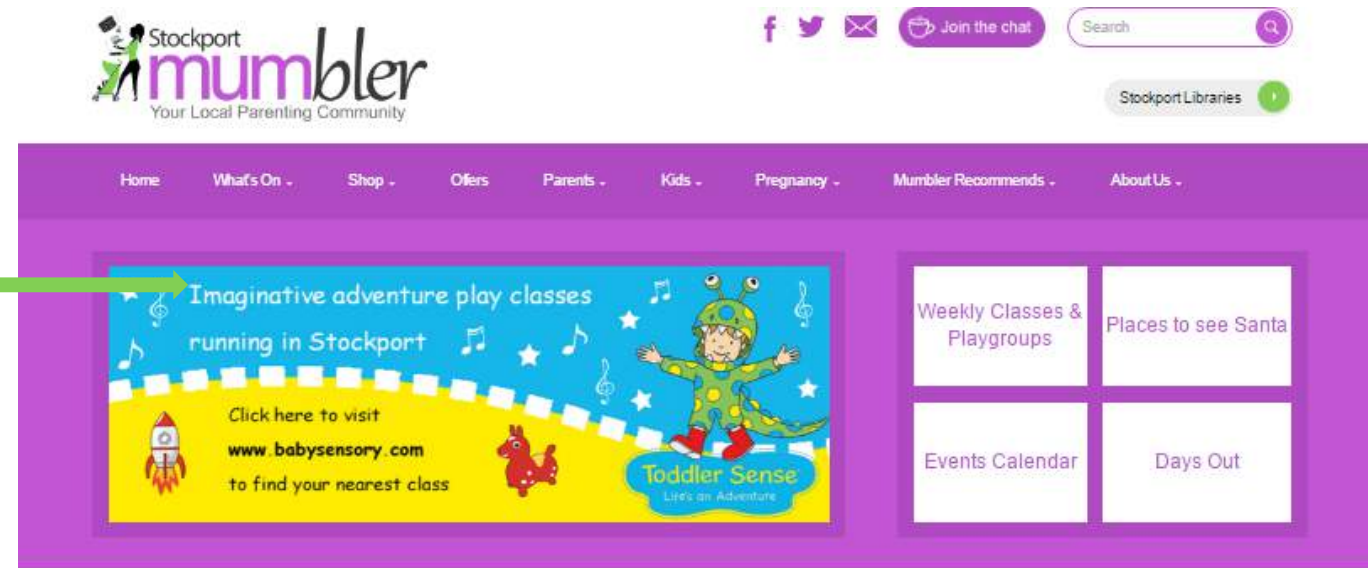 Stockport
mumbler
Your Local Parenting Community
f
Join the chat
Search
Stockport Libraries
Home What's On Shop Offers Parents Kids Pregnancy Mumbler Recommends About Us
Imaginative adventure play classes
running in Stockport
Click here to visit
www.babysensory.com
to find your nearest class
Toddler Sense
Life's an Adventure
Weekly Classes &
Playgroups
Places to see Santa
Events Calendar
Days Out